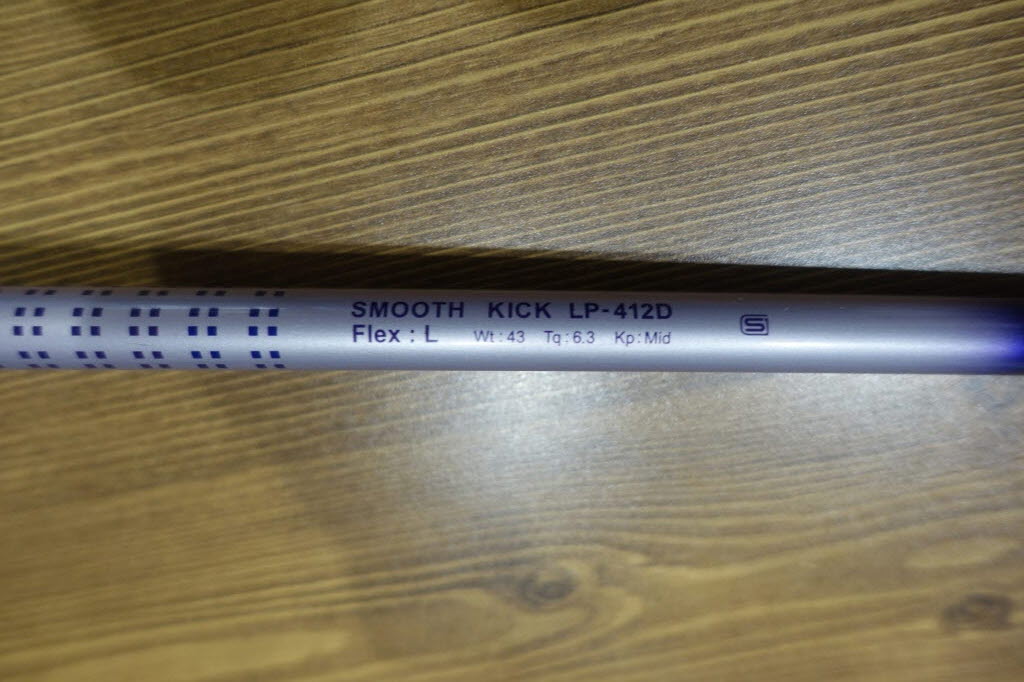 SMOOTH KICK LP-412D
Flex : L Wt : 43 Tq : 6.3 Kp : Mid
S